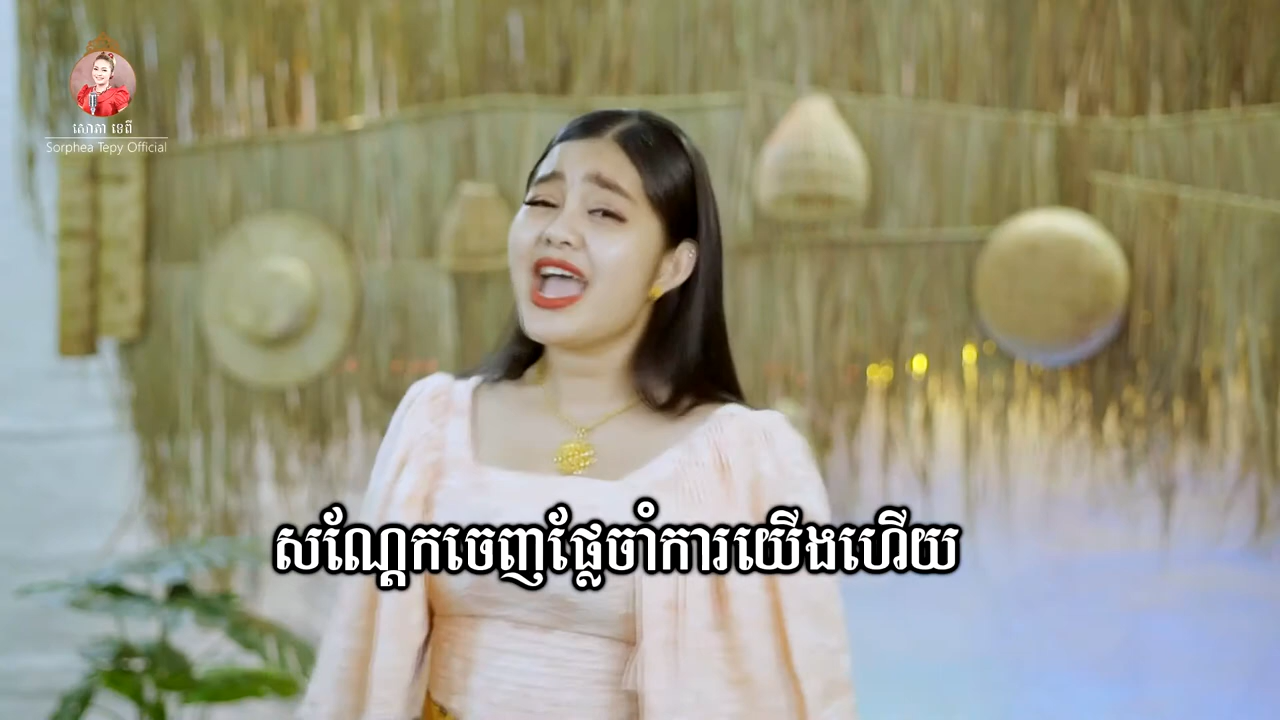 សោភា ទេពី
Sorphea Tepy Official
សណ្ដែកចេញផ្លែចាំការយើងហើយ